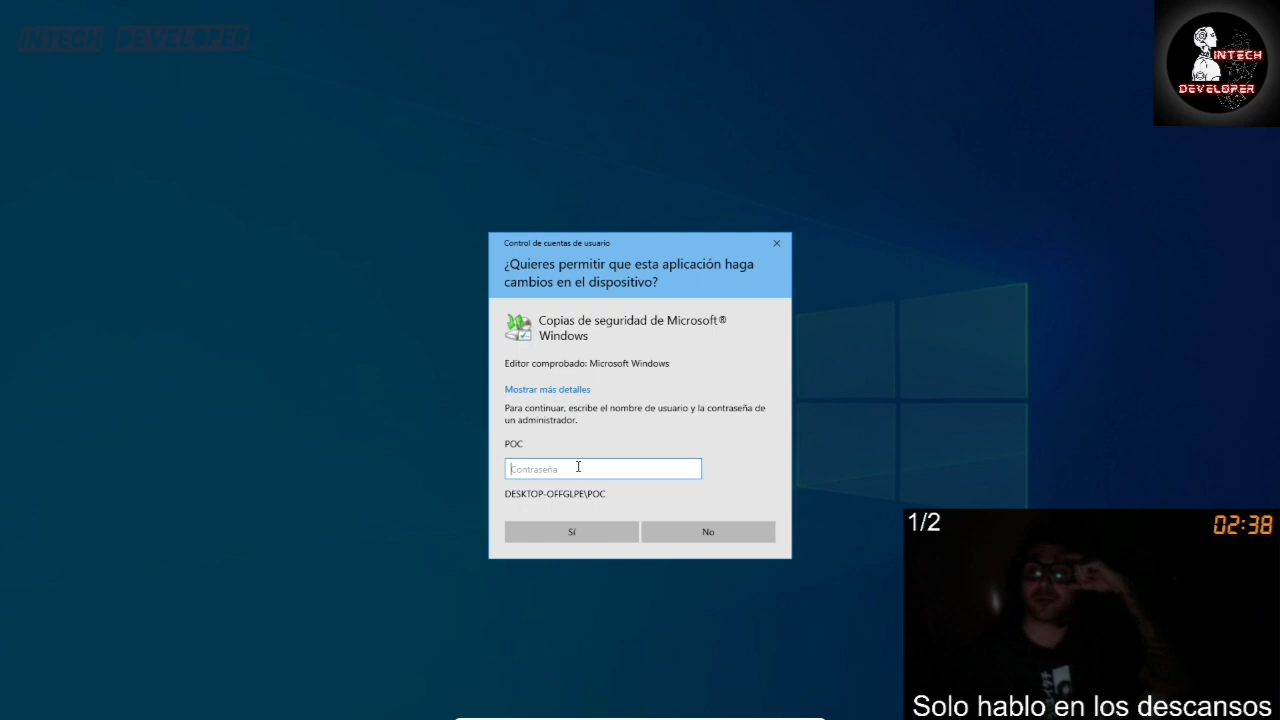 INTECH DEVELOPER
INTECH
DEVELOPER
Control de cuentas de usuario
¿Quieres permitir que esta aplicación haga
cambios en el dispositivo?
Copias de seguridad de Microsoft®
Windows
Editor comprobado: Microsoft Windows
Mostrar más detalles
Para continuar, escribe el nombre de usuario y la contraseña de
un administrador.
POC
Contraseña
DESKTOP-OFFGLPE\POC
Sí
No
1/2
02:38
Solo hablo en los descansos